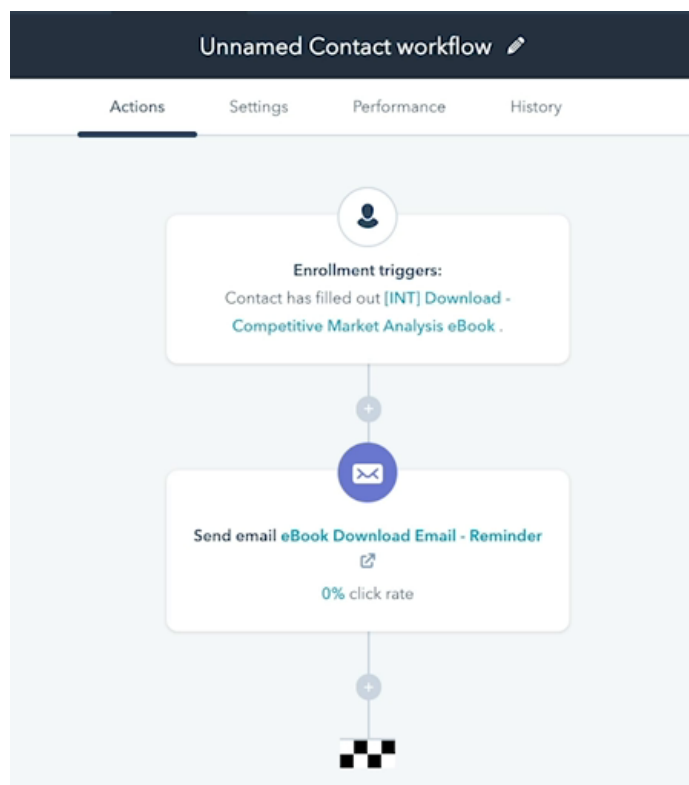 Unnamed Contact workflow
Actions Settings Performance History
Enrollment triggers:
Contact has filled out [INT] Download -
Competitive Market Analysis eBook .
Send email eBook Download Email - Reminder
0% click rate